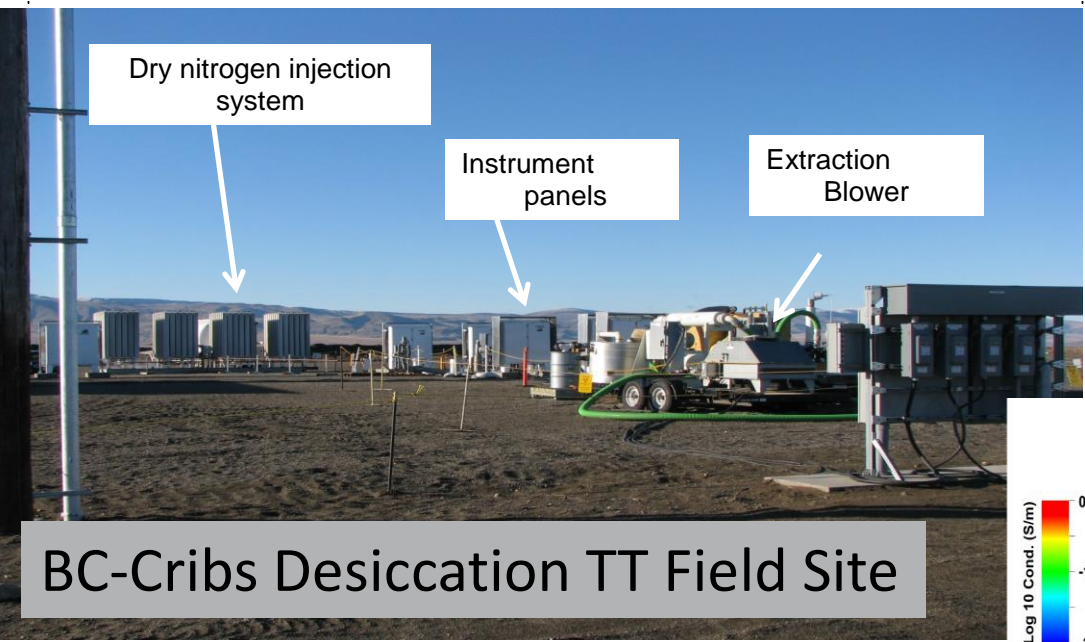 Dry nitrogen injection
system
Instrument
panels
Extraction
Blower
BC-Cribs Desiccation TT Field Site
Log 10 Cond. (S/m)
0